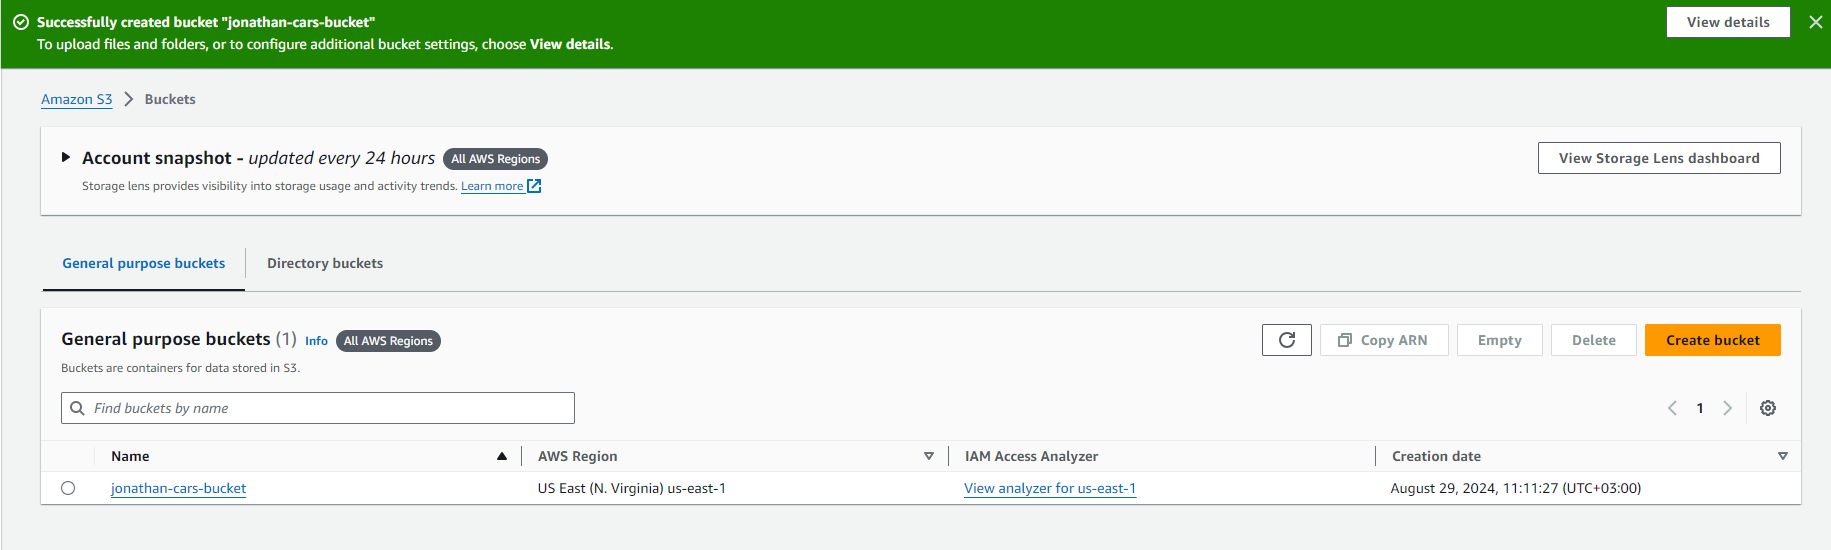 Successfully created bucket "jonathan-cars-bucket"
View details
To upload files and folders, or to configure additional bucket settings, choose View details.
Amazon S3 Buckets
Account snapshot - updated every 24 hours All AWS Regions
View Storage Lens dashboard
Storage lens provides visibility into storage usage and activity trends. Learn more
General purpose buckets Directory buckets
General purpose buckets (1) Info All AWS Regions
Copy ARN Empty Delete Create bucket
Buckets are containers for data stored in S3.
Find buckets by name
1
Name AWS Region IAM Access Analyzer Creation date
jonathan-cars-bucket US East (N. Virginia) us-east-1 View analyzer for us-east-1 August 29, 2024, 11:11:27 (UTC+03:00)